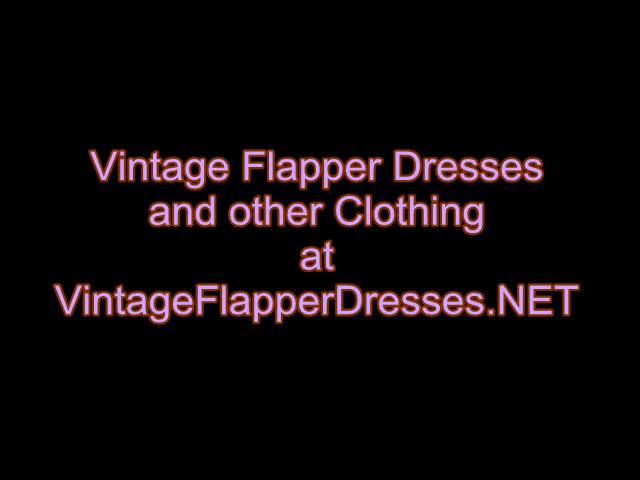 Vintage Flapper Dresses
and other Clothing
at
VintageFlapperDresses.NET